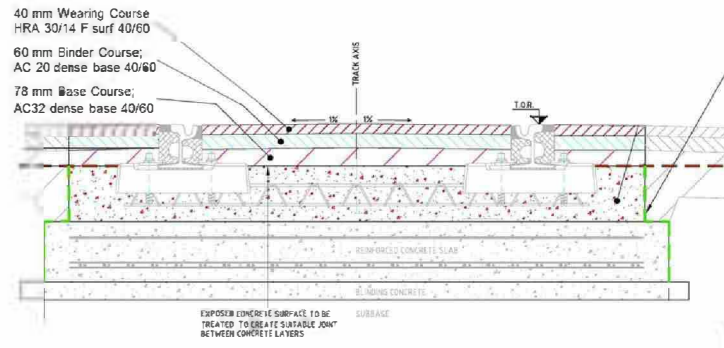 40 mm Wearing Course
HRA 30/14 F surf 40/60
60 mm Binder Course;
AC 20 dense base 40/60
78 mm Base Course;
AC32 dense base 40/60
TRACK AXIS
1% 1%
T.O.R.
REINFORCED CONCRETE SLAB
BLINDING CONCRETE
EXPOSED CONCRETE SURFACE TO BE
TREATED TO CREATE SUITABLE JOINT
BETWEEN CONCRETE LAYERS
SUBBASE